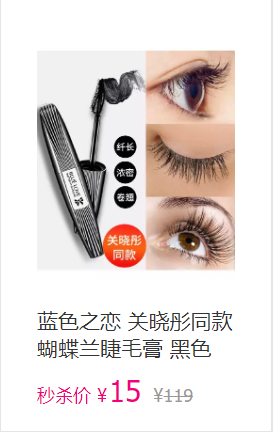 纤长
浓密
卷翘
关晓彤
同款
蓝色之恋 关晓彤同款
蝴蝶兰睫毛膏 黑色
秒杀价 ¥15 ¥119